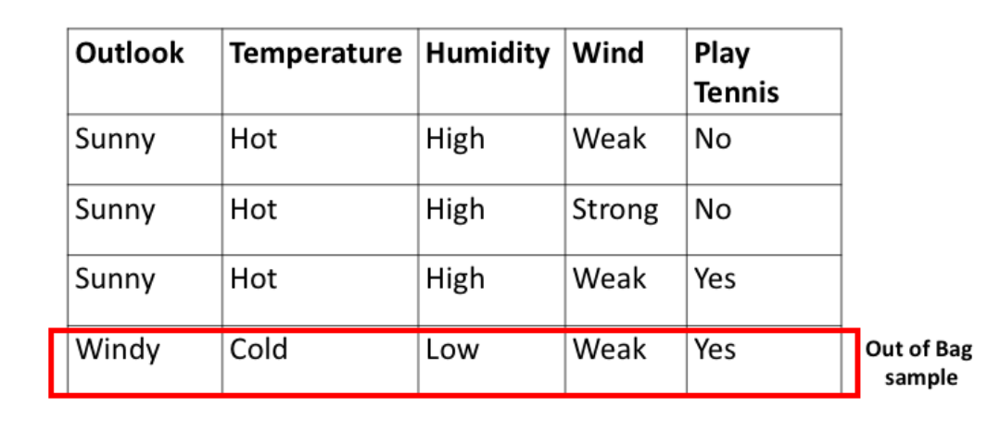 Outlook Temperature Humidity Wind Play
Tennis
Sunny Hot High Weak No
Sunny Hot High Strong No
Sunny Hot High Weak Yes
Windy Cold Low Weak Yes
Out of Bag
sample